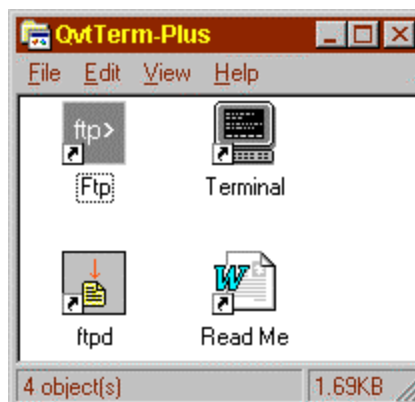 QvtTerm-Plus
File Edit View Help
ftp>
Ftp Terminal
W
ftpd Read Me
4 object(s) 1.69KB